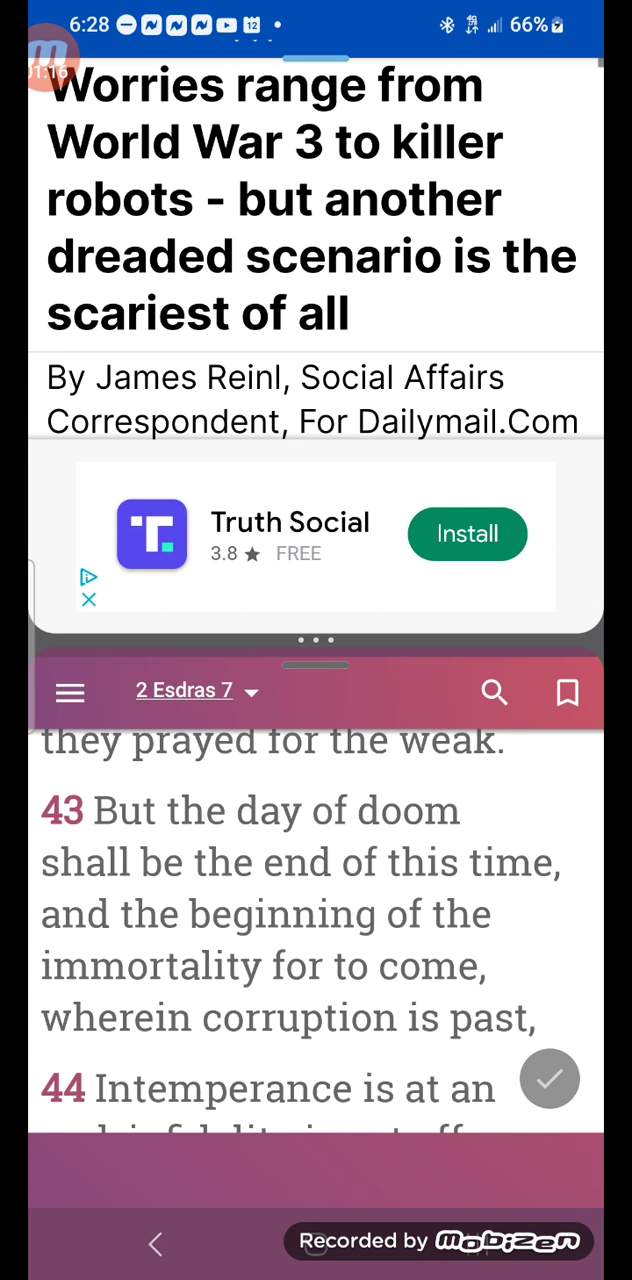 6:28
12
66%
01:16
Worries range from
World War 3 to killer
robots - but another
dreaded scenario is the
scariest of all
By James Reinl, Social Affairs
Correspondent, For Dailymail.Com
Truth Social
3.8 ★ FREE
Install
2 Esdras 7
they prayed for the weak.
43 But the day of doom
shall be the end of this time,
and the beginning of the
immortality for to come,
wherein corruption is past,
44 Intemperance is at an
Recorded by mobizen